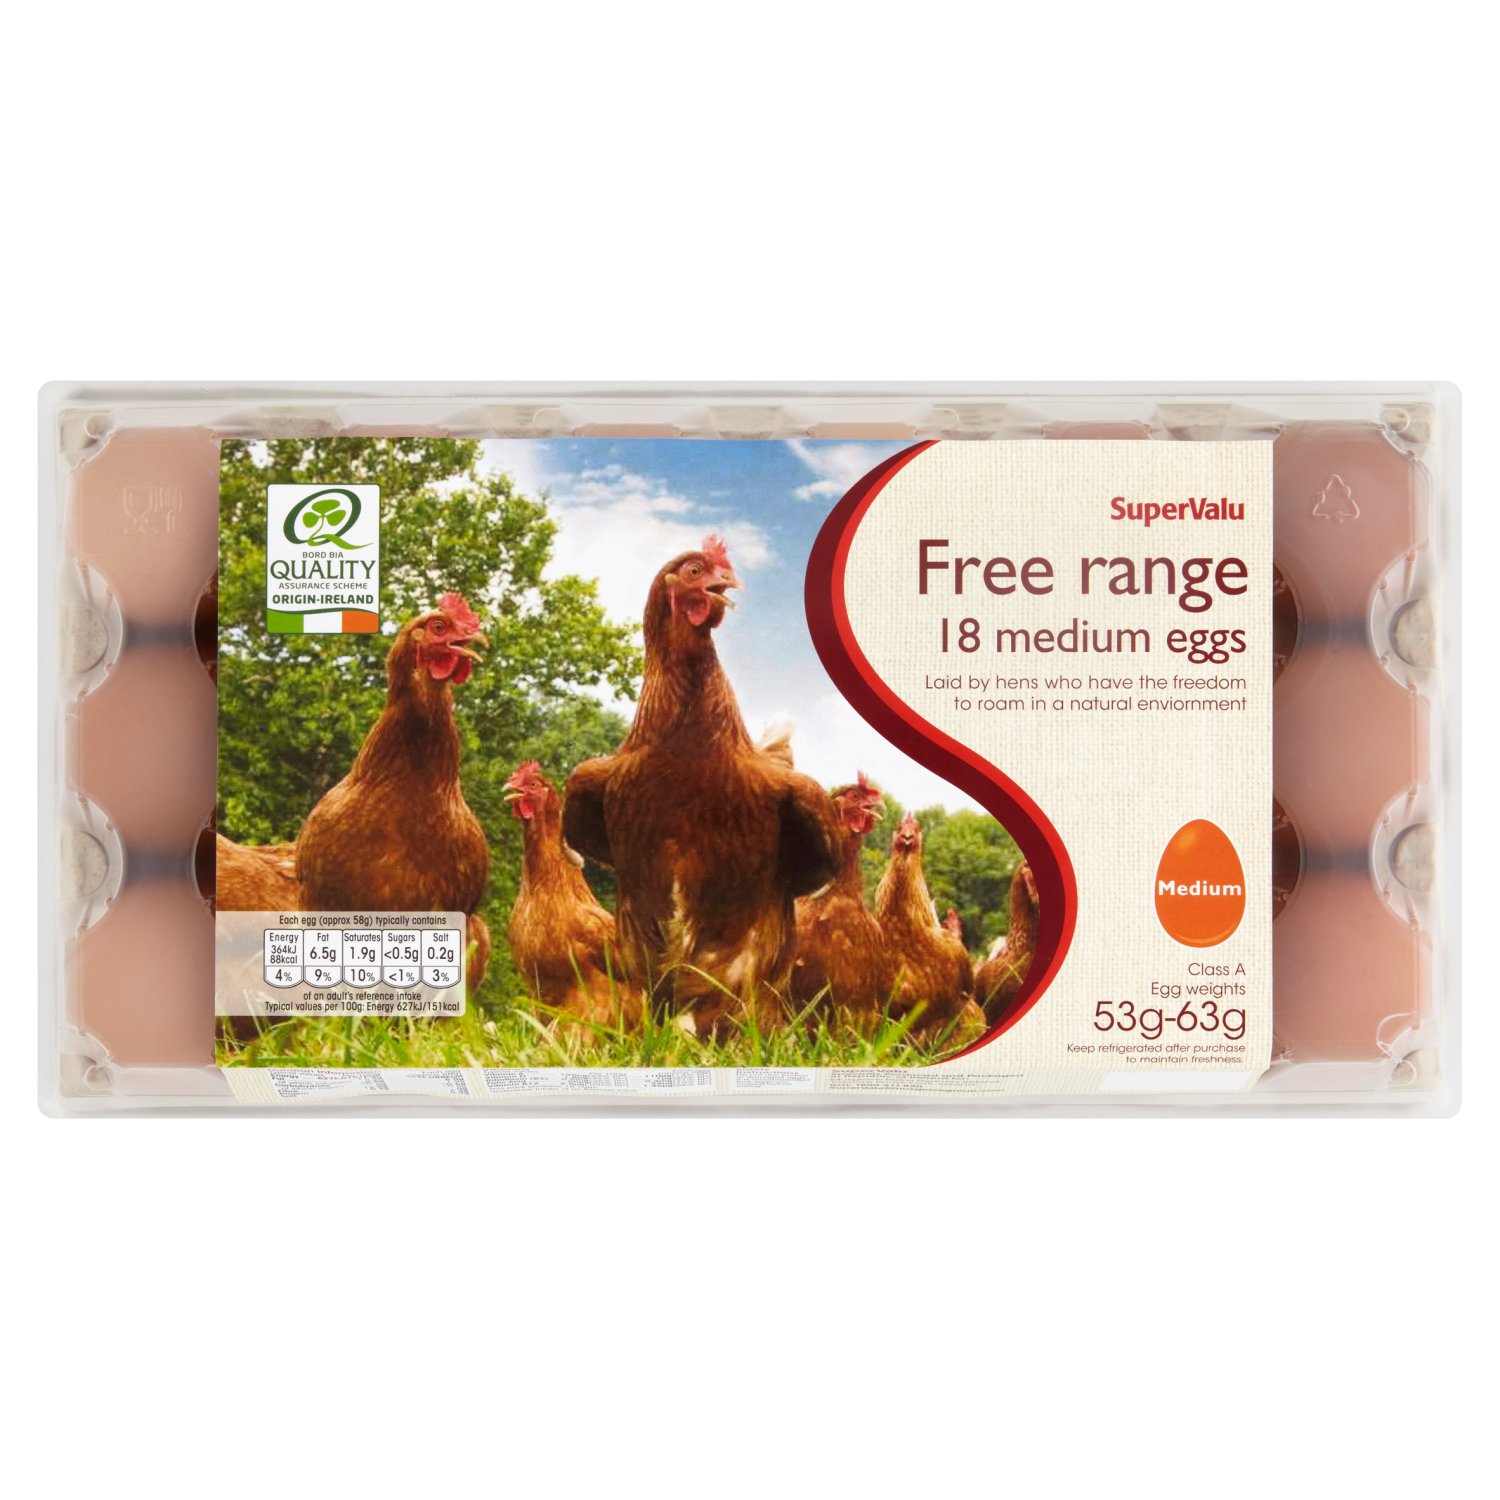 BORD BIA
QUALITY
ASSURANCE SCHEME
ORIGIN-IRELAND
SuperValu
Free range
18 medium eggs
Laid by hens who have the freedom
to roam in a natural enviornment
Medium
Class A
Egg weights
53g-63g
Keep refrigerated after purchase
to maintain freshness.
Each egg (approx 58g) typically contains
Energy Fat Saturates Sugars Salt
364kJ
88kcal 6.5g 1.9g <0.5g 0.2g
4% 9% 10% <1% 3%
of an adult's reference intake
Typical values per 100g: Energy 627kJ/151kcal